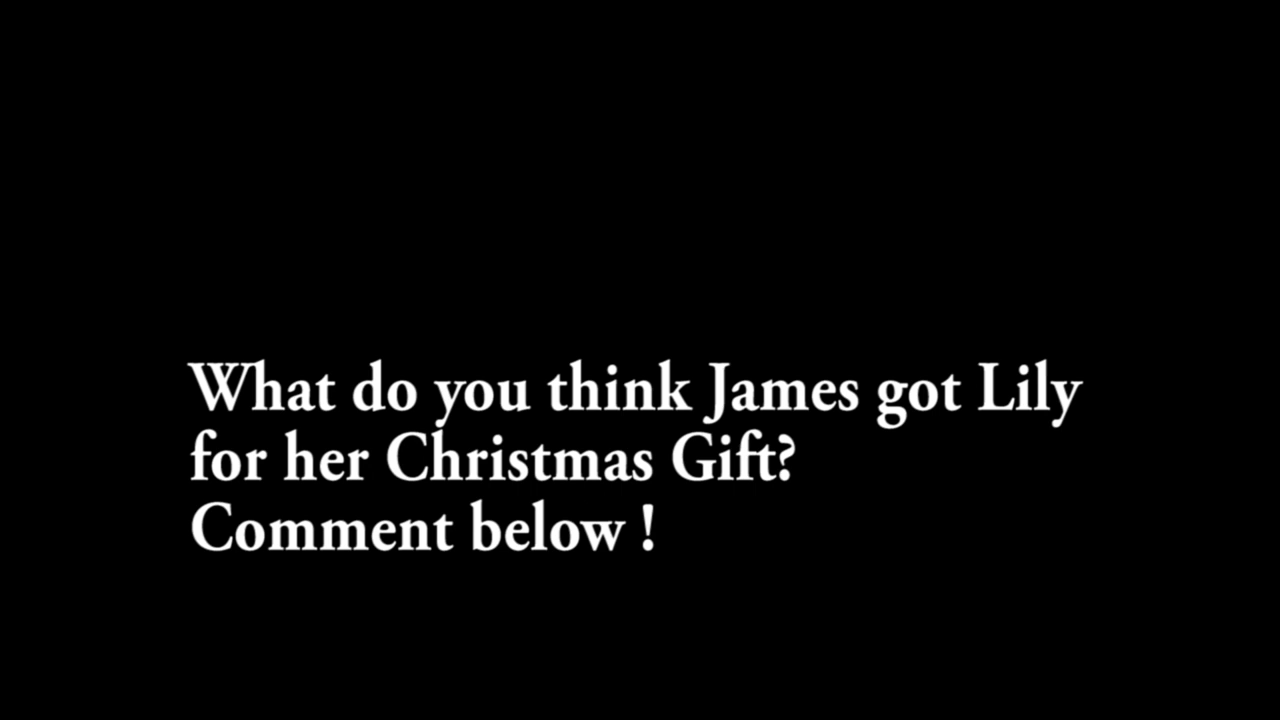 What do you think James got Lily
for her Christmas Gift?
Comment below !